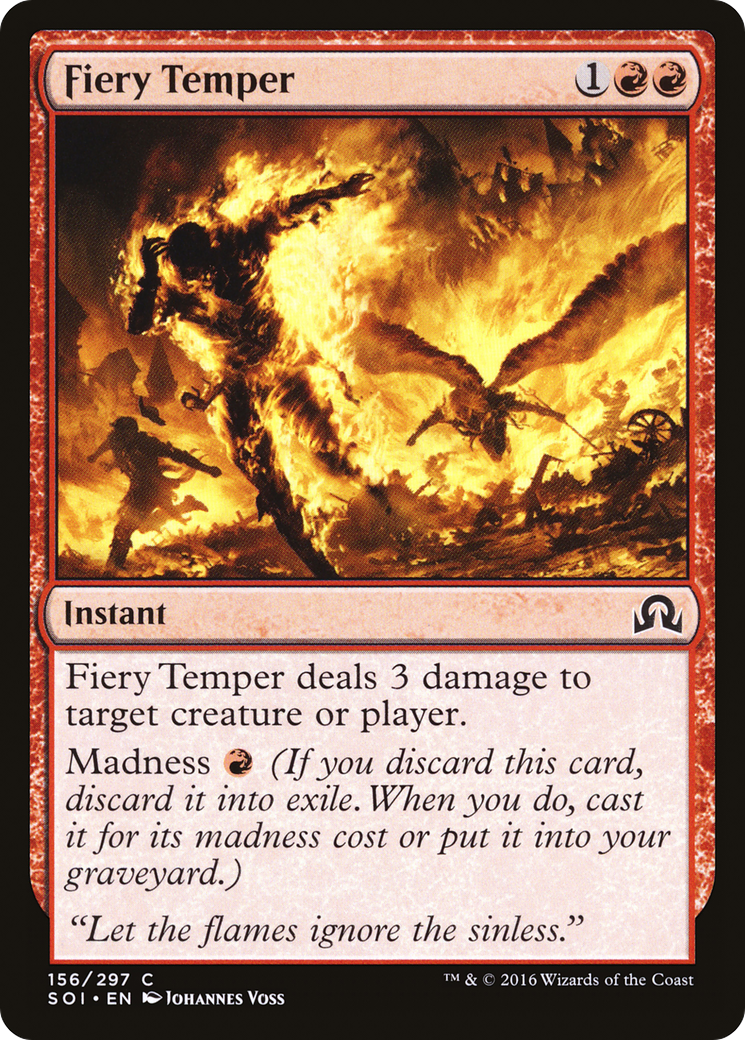 Fiery Temper 1
Instant
Fiery Temper deals 3 damage to
target creature or player.
Madness (If you discard this card,
discard it into exile. When you do, cast
it for its madness cost or put it into your
graveyard.)
“Let the flames ignore the sinless.”
156/297 C ™ & © 2016 Wizards of the Coast
SOI • EN Johannes Voss